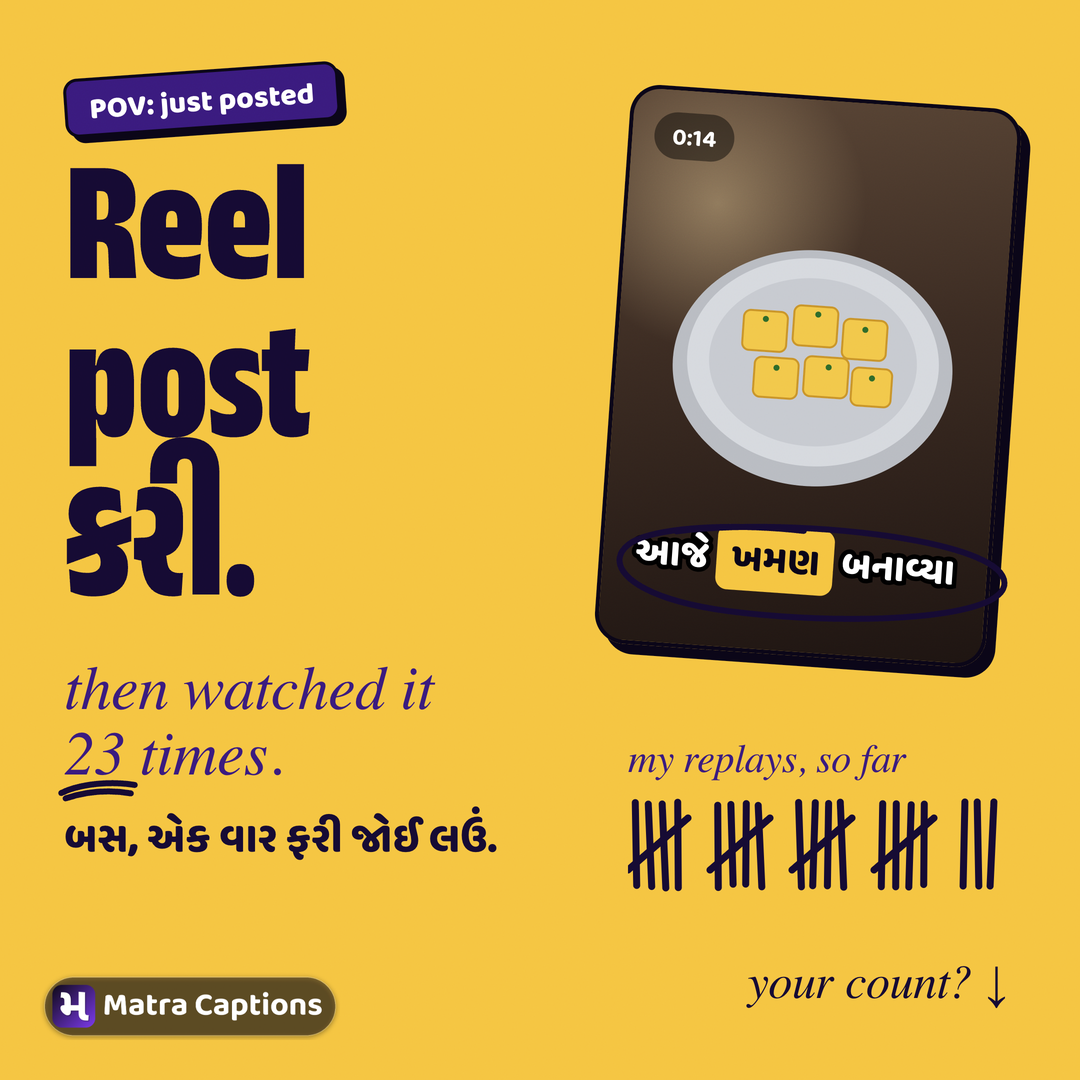 POV: just posted
Reel
post
કરી.
then watched it
23 times.
બસ, એક વાર ફરી જોઈ લઉં.
0:14
આજે ખમણ બનાવ્યા
my replays, so far
your count? ↓
મ Matra Captions